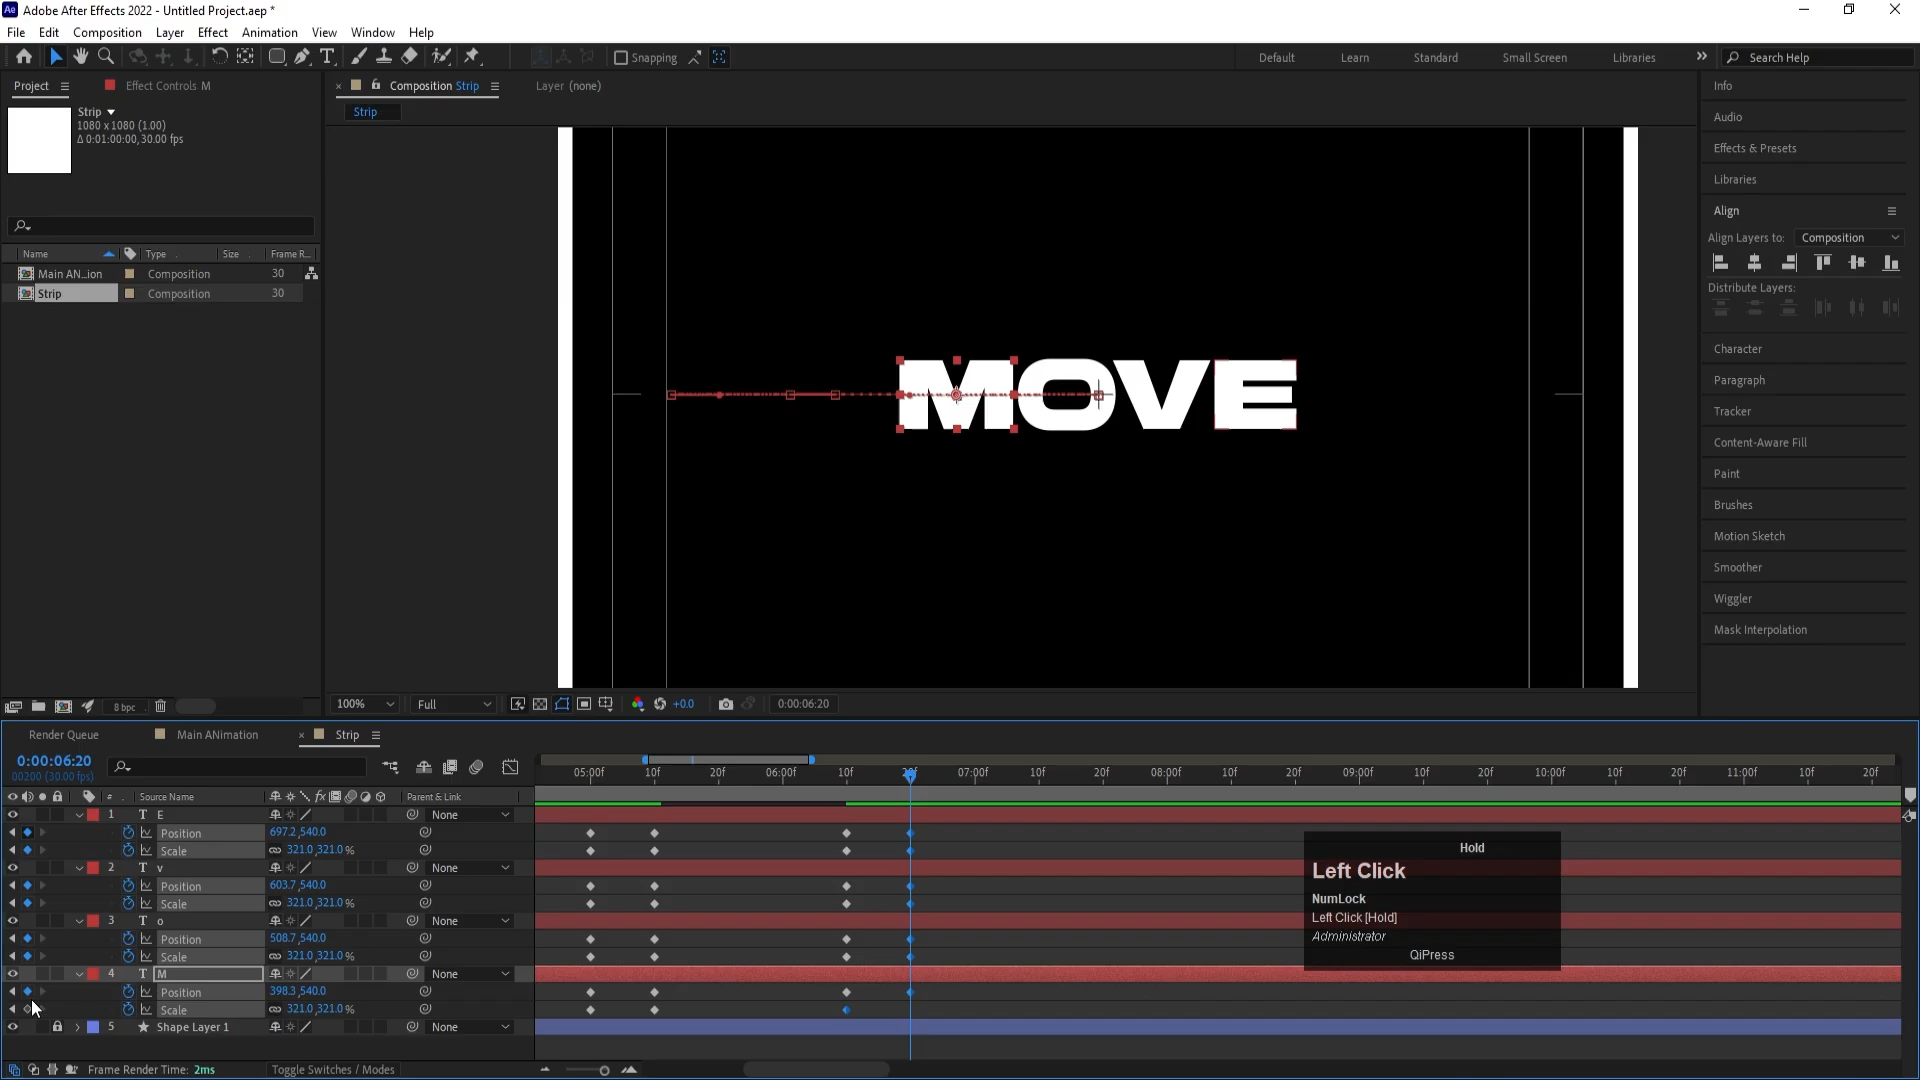 Ae Adobe After Effects 2022 - Untitled Project.aep *
File Edit Composition Layer Effect Animation View Window Help
Snapping Default Learn Standard Small Screen Libraries Search Help
Project Effect Controls M
Composition Strip Layer (none)
Strip
1080 x 1080 (1.00)
Δ 0:01:00:00, 30.00 fps
Strip
Name Type Size Frame R...
Main AN...ion Composition 30
Strip Composition 30
MOVE
Info
Audio
Effects & Presets
Libraries
Align
Align Layers to: Composition
Distribute Layers:
Character
Paragraph
Tracker
Content-Aware Fill
Paint
Brushes
Motion Sketch
Smoother
Wiggler
Mask Interpolation
8 bpc
100% Full +0.0 0:00:06:20
Render Queue Main ANimation Strip
0:00:06:20
00200 (30.00 fps)
05:00f 10f 20f 06:00f 10f 20f 07:00f 10f 20f 08:00f 10f 20f 09:00f 10f 20f 10:00f 10f 20f 11:00f 10f 20f
# Source Name fx Parent & Link
1 T E None
Position 697.2,540.0
Scale 321.0,321.0%
2 T v None
Position 603.7,540.0
Scale 321.0,321.0%
3 T o None
Position 508.7,540.0
Scale 321.0,321.0%
4 T M None
Position 398.3,540.0
Scale 321.0,321.0%
5 Shape Layer 1 None
Hold
Left Click
NumLock
Left Click [Hold]
Administrator
QiPress
Frame Render Time: 2ms Toggle Switches / Modes